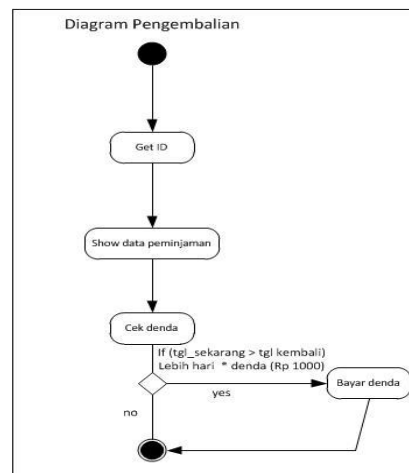 Diagram Pengembalian
Get ID
Show data peminjaman
Cek denda
If (tgl_sekarang > tgl kembali)
Lebih hari * denda (Rp 1000)
yes
Bayar denda
no